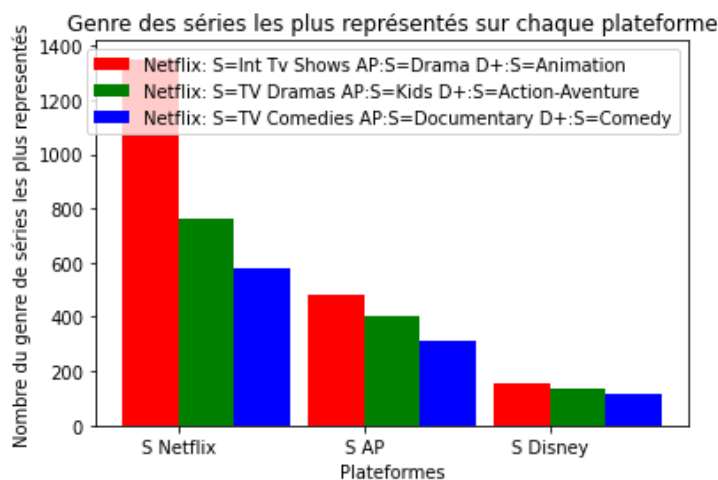 Genre des séries les plus représentés sur chaque plateforme
Nombre du genre de séries les plus représentés
1400
1200
1000
800
600
400
200
0
Netflix: S=Int Tv Shows AP:S=Drama D+:S=Animation
Netflix: S=TV Dramas AP:S=Kids D+:S=Action-Aventure
Netflix: S=TV Comedies AP:S=Documentary D+:S=Comedy
S Netflix
S AP
S Disney
Plateformes